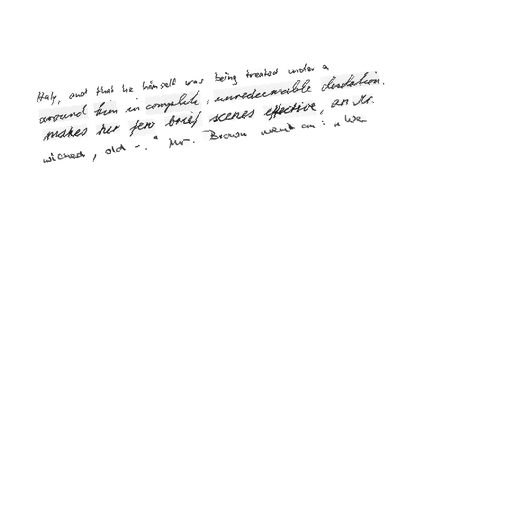 Italy, and that he himself was being treated under a
around him in complete, unredeemable desolation.
makes her few brief scenes effective, an Mr.
wicked, old -." Mr. Brown went on: "We